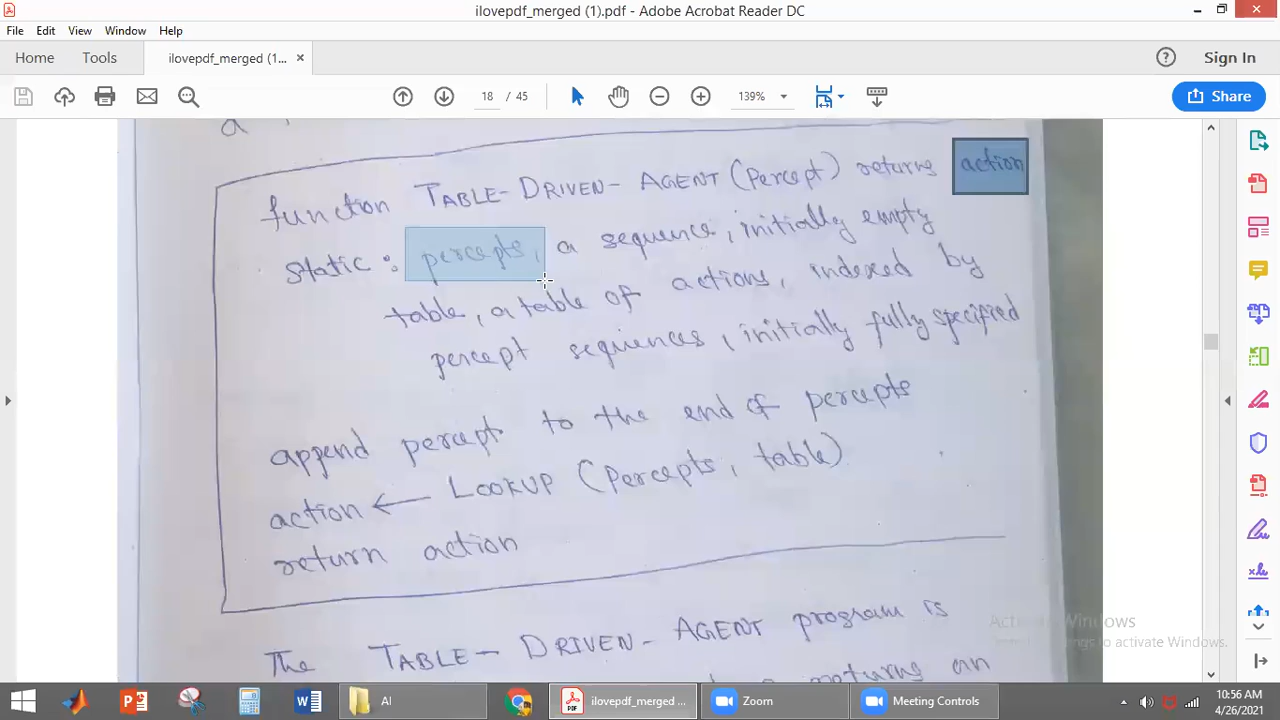 ilovepdf_merged (1).pdf - Adobe Acrobat Reader DC
File Edit View Window Help
Home Tools ilovepdf_merged (1... × Sign In
18 / 45 139% Share
a
function TABLE-DRIVEN-AGENT (Percept) returns action
static : percepts, a sequence, initially empty
table, a table of actions, indexed by
percept sequences, initially fully specified
append percept to the end of percepts
action ← LOOKUP (Percepts, table)
return action
The TABLE-DRIVEN-AGENT program is
returns an
Activate Windows
to activate Windows.
AI ilovepdf_merged ... Zoom Meeting Controls
10:56 AM
4/26/2021